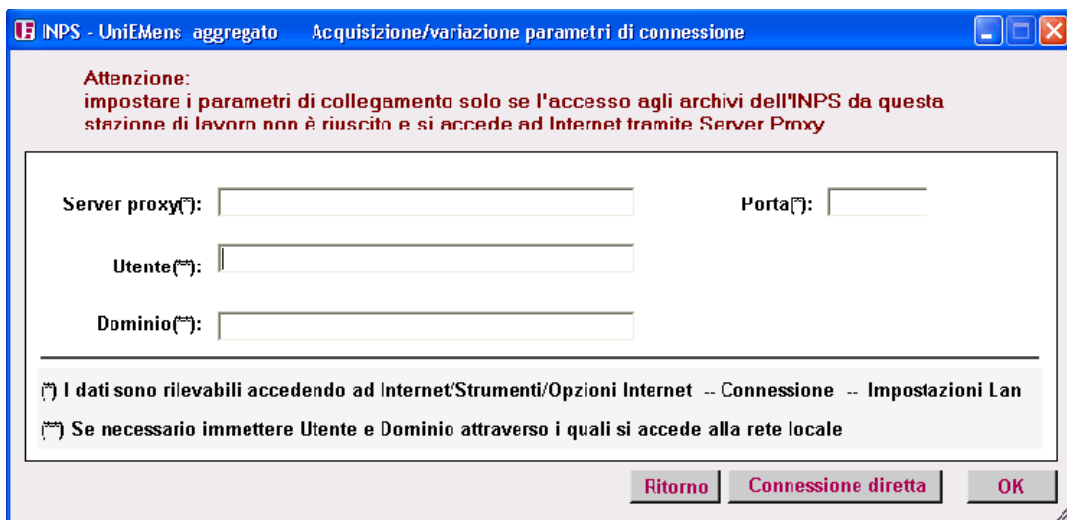 INPS - UniEMens aggregato Acquisizione/variazione parametri di connessione
Attenzione:
impostare i parametri di collegamento solo se l'accesso agli archivi dell'INPS da questa
stazione di lavoro non è riuscito e si accede ad Internet tramite Server Proxy
Server proxy(*): Porta(*):
Utente(**):
Dominio(**):
(*) I dati sono rilevabili accedendo ad Internet/Strumenti/Opzioni Internet -- Connessione -- Impostazioni Lan
(**) Se necessario immettere Utente e Dominio attraverso i quali si accede alla rete locale
Ritorno Connessione diretta OK